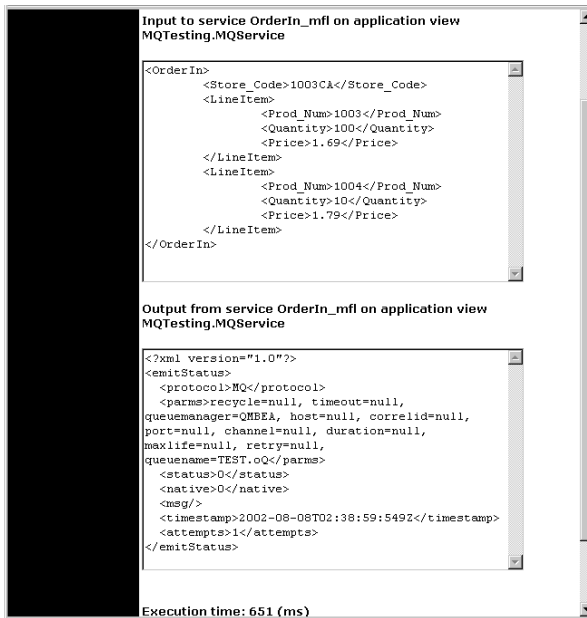 Input to service OrderIn_mfl on application view
MQTesting.MQService
<OrderIn>
<Store_Code>1003CA</Store_Code>
<LineItem>
<Prod_Num>1003</Prod_Num>
<Quantity>100</Quantity>
<Price>1.69</Price>
</LineItem>
<LineItem>
<Prod_Num>1004</Prod_Num>
<Quantity>10</Quantity>
<Price>1.79</Price>
</LineItem>
</OrderIn>
Output from service OrderIn_mfl on application view
MQTesting.MQService
<?xml version="1.0"?>
<emitStatus>
<protocol>MQ</protocol>
<parms>recycle=null, timeout=null,
queuemanager=QMBEA, host=null, correlid=null,
port=null, channel=null, duration=null,
maxlife=null, retry=null,
queuename=TEST.oQ</parms>
<status>0</status>
<native>0</native>
<msg/>
<timestamp>2002-08-08T02:38:59:549Z</timestamp>
<attempts>1</attempts>
</emitStatus>
Execution time: 651 (ms)